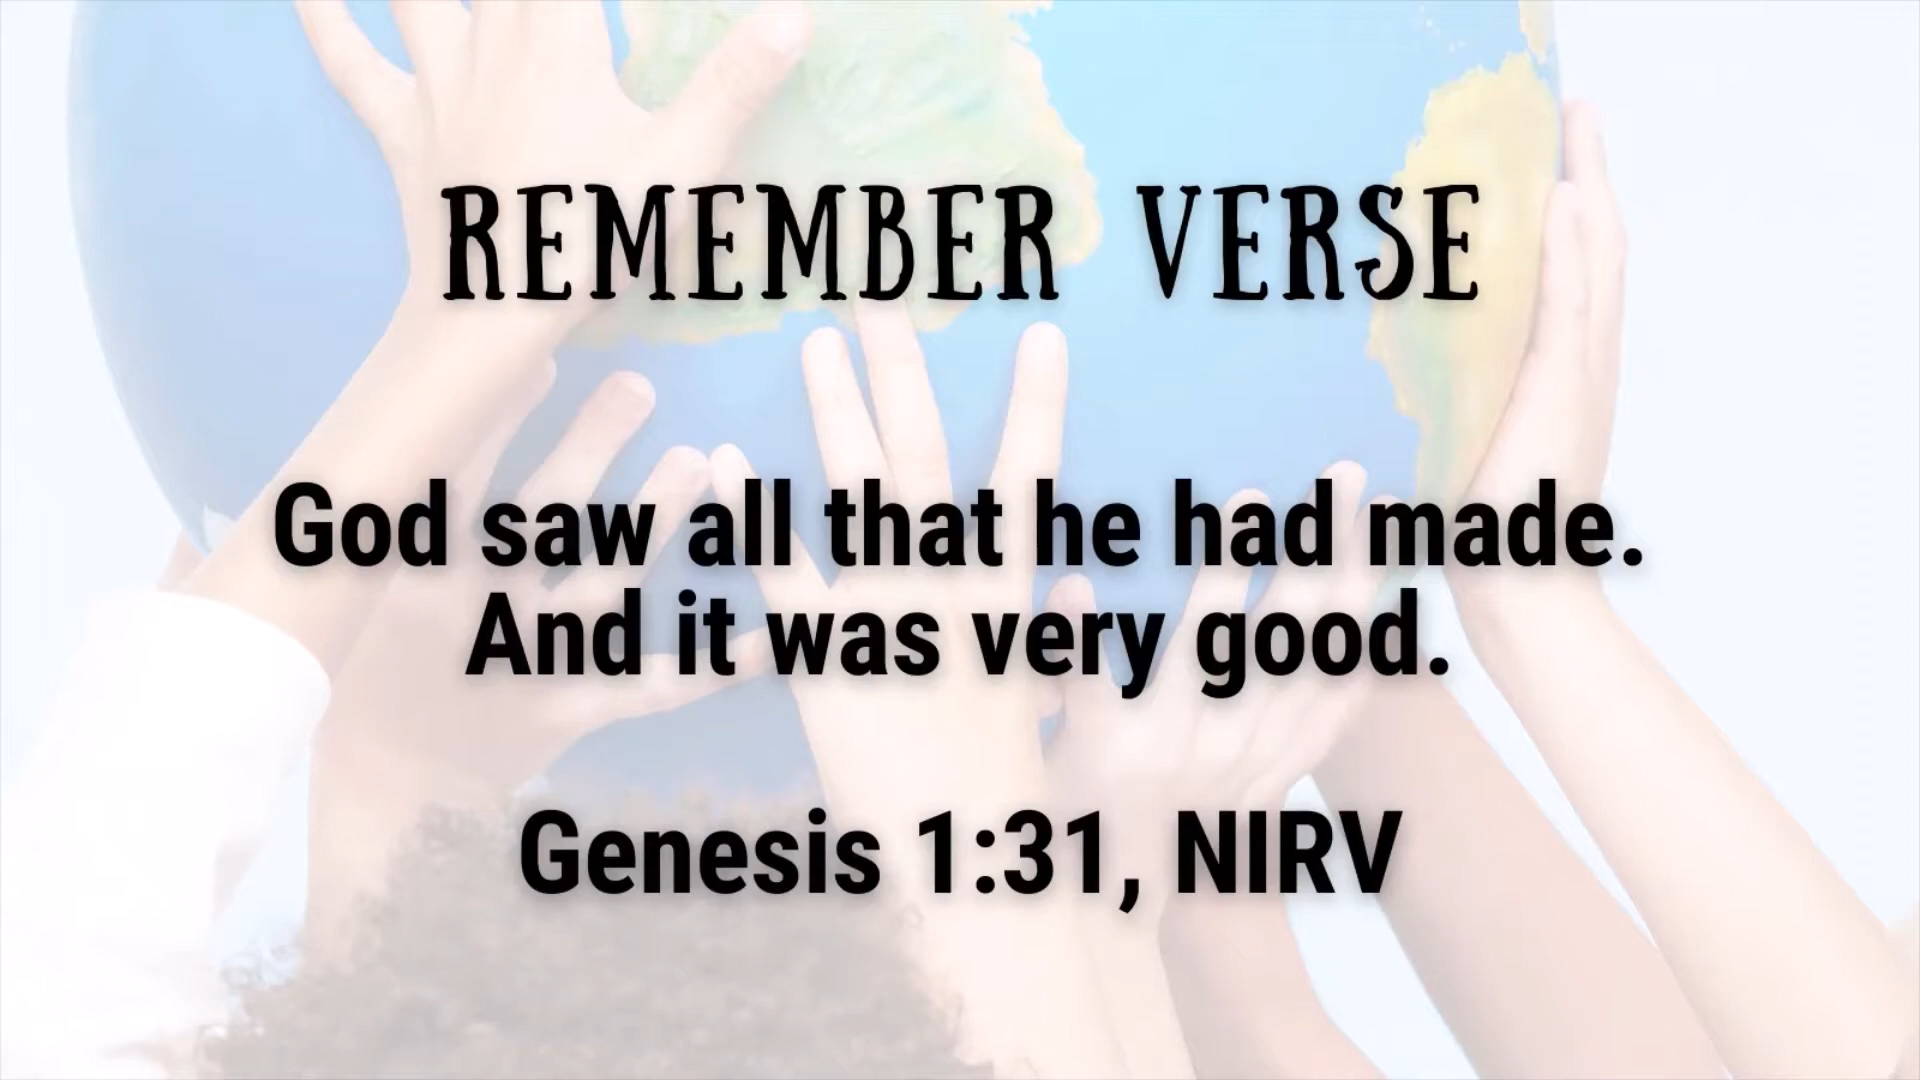 REMEMBER VERSE
God saw all that he had made.
And it was very good.
Genesis 1:31, NIRV